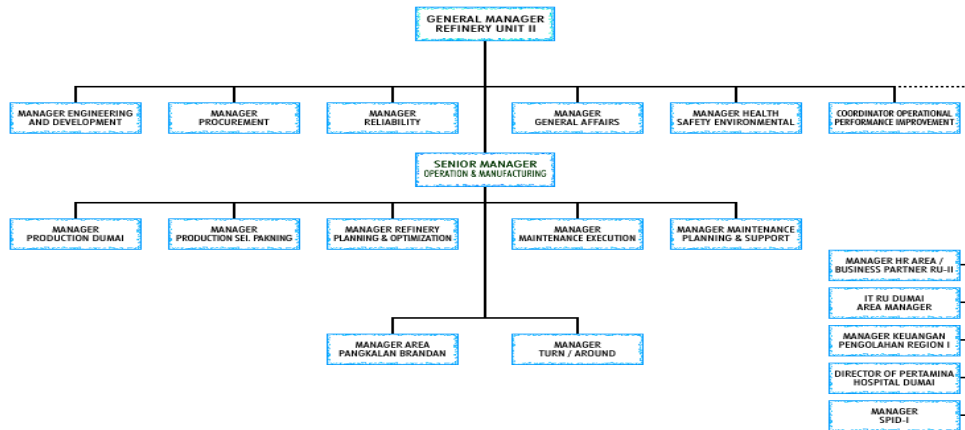 GENERAL MANAGER
REFINERY UNIT II
MANAGER ENGINEERING
AND DEVELOPMENT
MANAGER
PROCUREMENT
MANAGER
RELIABILITY
MANAGER
GENERAL AFFAIRS
MANAGER HEALTH
SAFETY ENVIRONMENTAL
COORDINATOR OPERATIONAL
PERFORMANCE IMPROVEMENT
SENIOR MANAGER
OPERATION & MANUFACTURING
MANAGER
PRODUCTION DUMAI
MANAGER
PRODUCTION SEI. PAKNING
MANAGER REFINERY
PLANNING & OPTIMIZATION
MANAGER
MAINTENANCE EXECUTION
MANAGER MAINTENANCE
PLANNING & SUPPORT
MANAGER HR AREA /
BUSINESS PARTNER RU-II
IT RU DUMAI
AREA MANAGER
MANAGER KEUANGAN
PENGOLAHAN REGION I
DIRECTOR OF PERTAMINA
HOSPITAL DUMAI
MANAGER
SPID-I
MANAGER AREA
PANGKALAN BRANDAN
MANAGER
TURN / AROUND